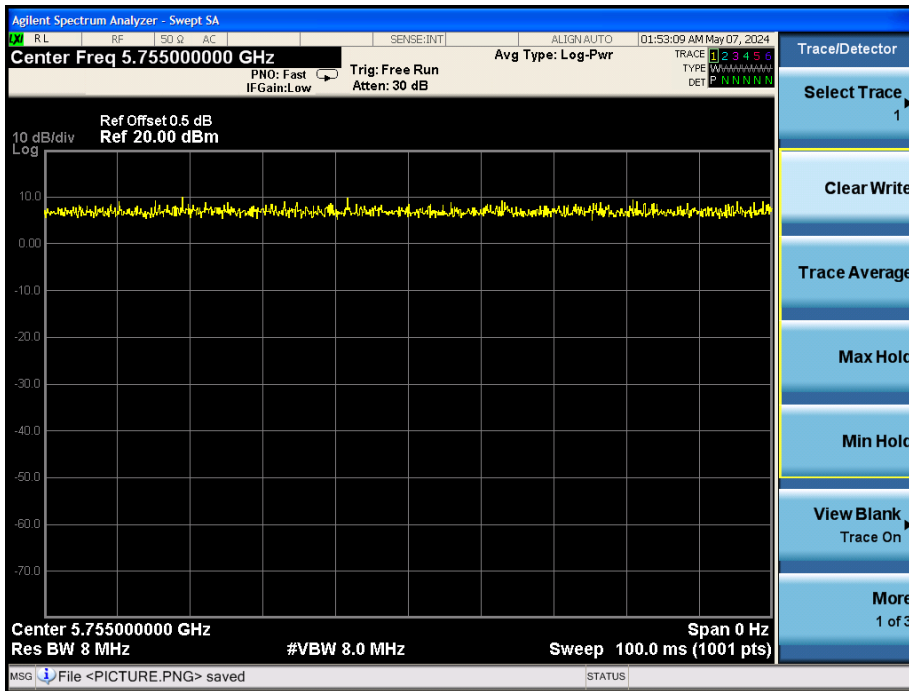 Agilent Spectrum Analyzer - Swept SA
LXI RL RF 50 Ω AC SENSE:INT ALIGN AUTO 01:53:09 AM May 07, 2024
Center Freq 5.755000000 GHz
PNO: Fast
IFGain:Low
Trig: Free Run
Atten: 30 dB
Avg Type: Log-Pwr
TRACE 1 2 3 4 5 6
TYPE WWWWWW
DET P N N N N N
Ref Offset 0.5 dB
10 dB/div Ref 20.00 dBm
Log
10.0
0.00
-10.0
-20.0
-30.0
-40.0
-50.0
-60.0
-70.0
Center 5.755000000 GHz Span 0 Hz
Res BW 8 MHz #VBW 8.0 MHz Sweep 100.0 ms (1001 pts)
MSG File <PICTURE.PNG> saved STATUS
Trace/Detector
Select Trace
1
Clear Write
Trace Average
Max Hold
Min Hold
View Blank
Trace On
More
1 of 3